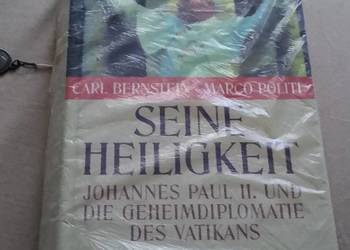 CARL BERNSTEIN · MARCO POLITI
SEINE
HEILIGKEIT
JOHANNES PAUL II. UND
DIE GEHEIMDIPLOMATIE
DES VATIKANS